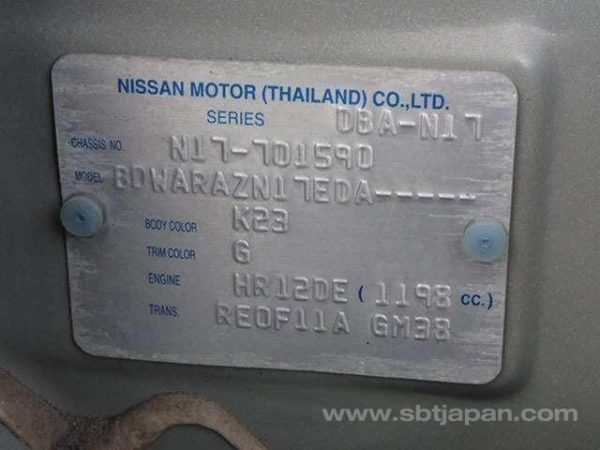 NISSAN MOTOR (THAILAND) CO.,LTD.
SERIES DBA-N17
CHASSIS NO. N17-701590
MODEL BDWARAZN17EDA-----
BODY COLOR K23
TRIM COLOR G
ENGINE HR12DE ( 1198 CC.)
TRANS. RE0F11A GM38
www.sbtjapan.com